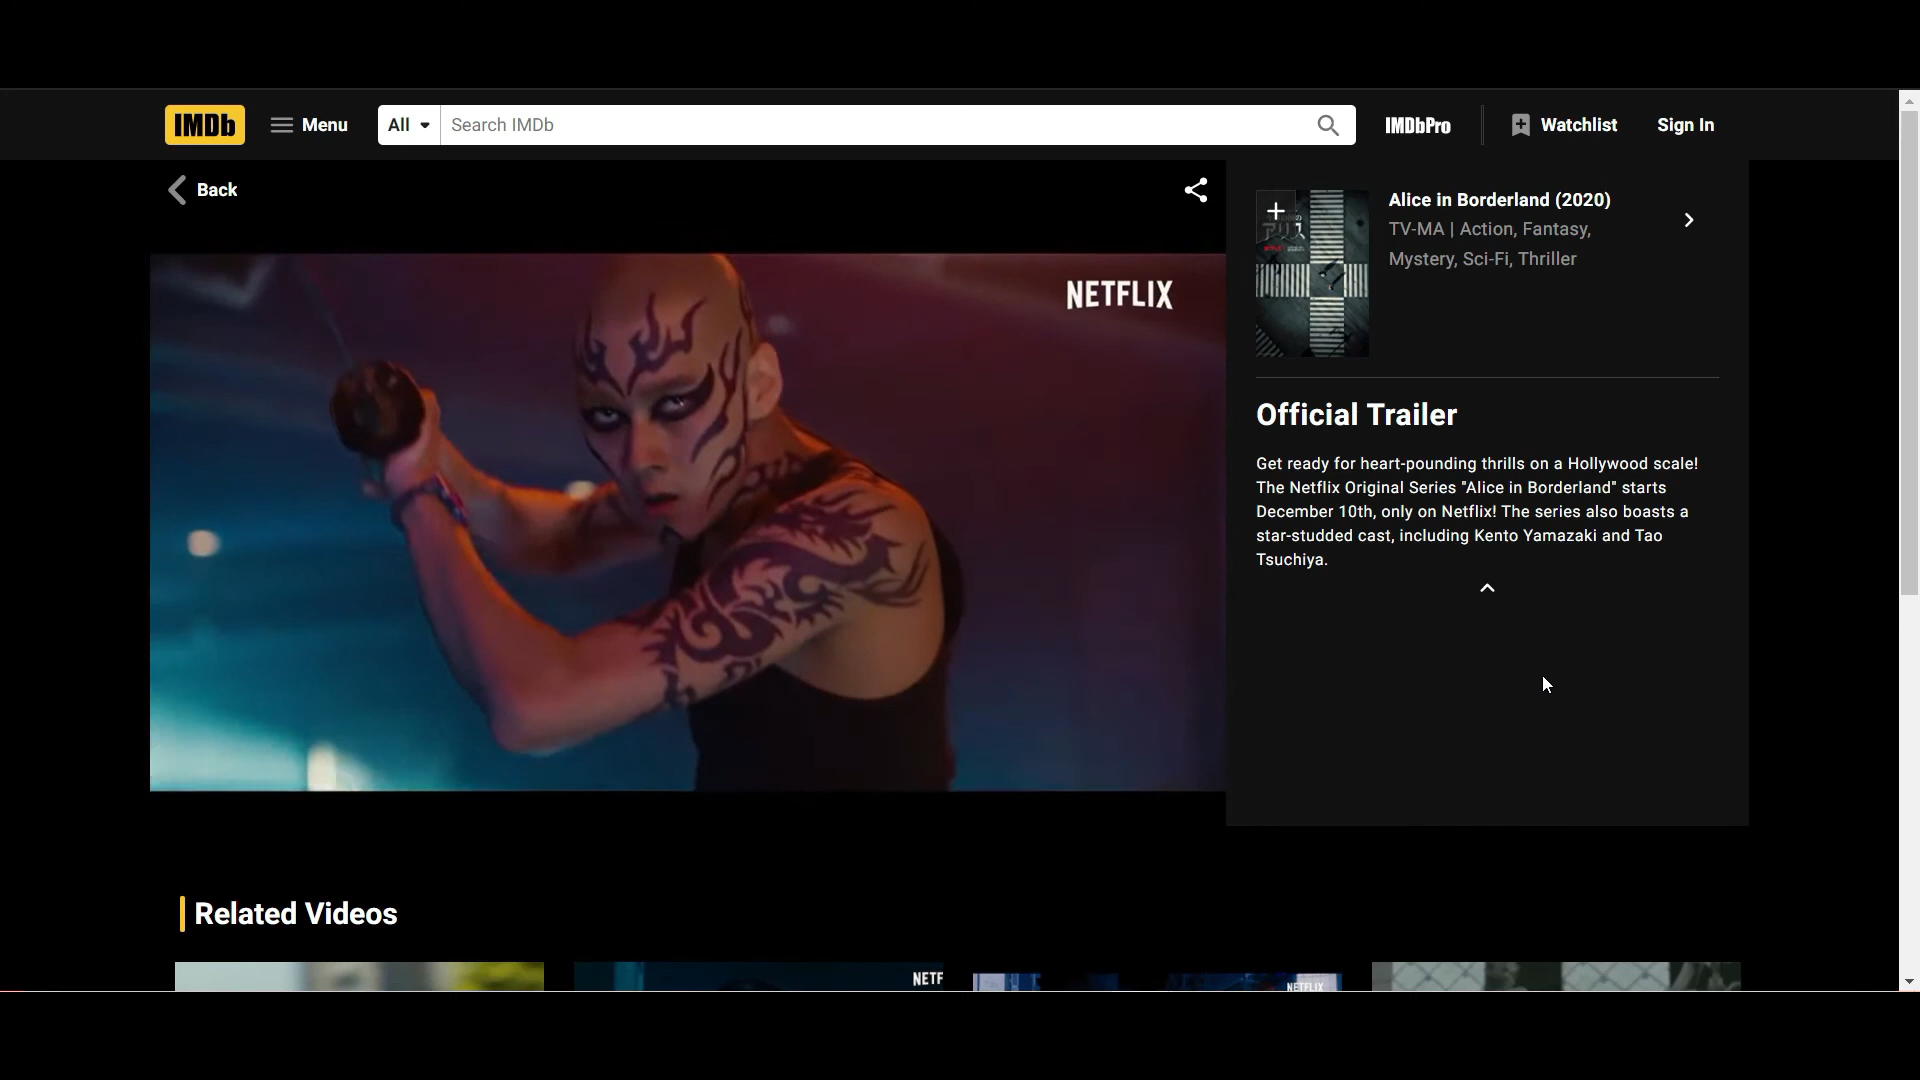 IMDb
Menu
All
Search IMDb
IMDbPro
Watchlist
Sign In
Back
NETFLIX
Alice in Borderland (2020)
TV-MA | Action, Fantasy,
Mystery, Sci-Fi, Thriller
Official Trailer
Get ready for heart-pounding thrills on a Hollywood scale!
The Netflix Original Series "Alice in Borderland" starts
December 10th, only on Netflix! The series also boasts a
star-studded cast, including Kento Yamazaki and Tao
Tsuchiya.
Related Videos
NETF
NETFLIX